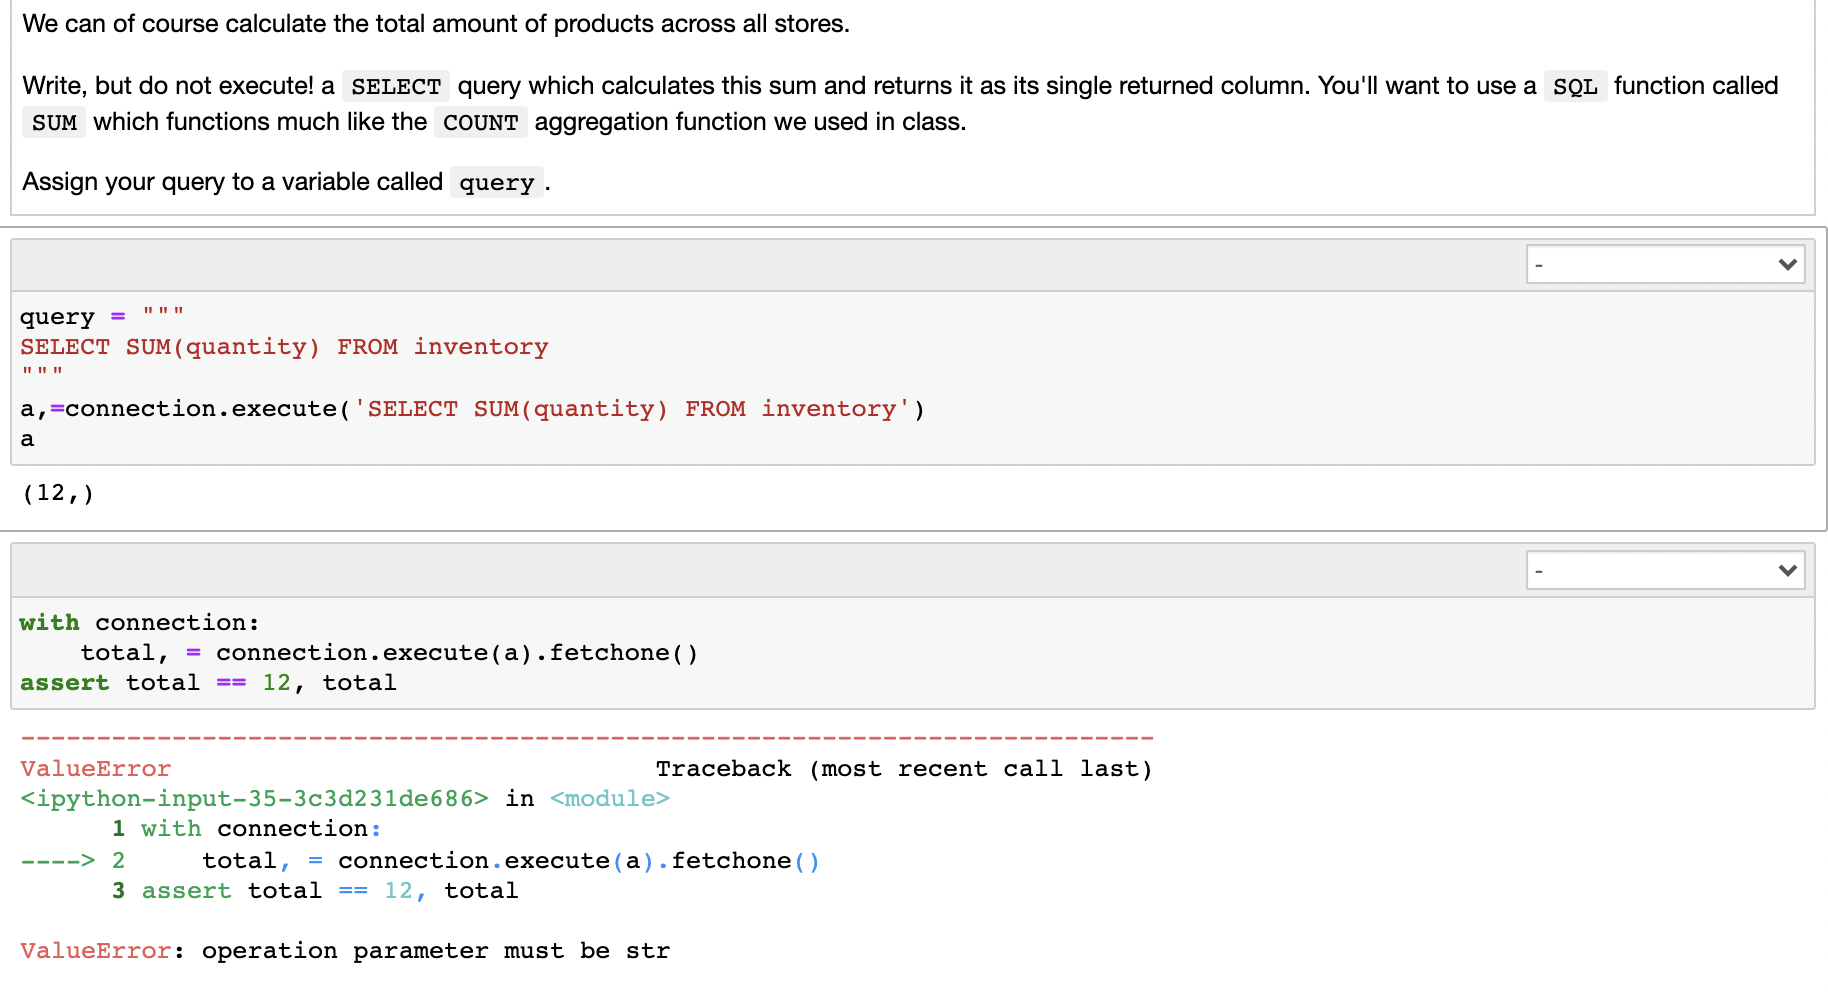 We can of course calculate the total amount of products across all stores.
Write, but do not execute! a SELECT query which calculates this sum and returns it as its single returned column. You'll want to use a SQL function called
SUM which functions much like the COUNT aggregation function we used in class.
Assign your query to a variable called query .
-
query = """
SELECT SUM(quantity) FROM inventory
"""
a,=connection.execute('SELECT SUM(quantity) FROM inventory')
a
(12,)
-
with connection:
    total, = connection.execute(a).fetchone()
assert total == 12, total
---------------------------------------------------------------------------
ValueError                                Traceback (most recent call last)
<ipython-input-35-3c3d231de686> in <module>
      1 with connection:
----> 2     total, = connection.execute(a).fetchone()
      3 assert total == 12, total
ValueError: operation parameter must be str